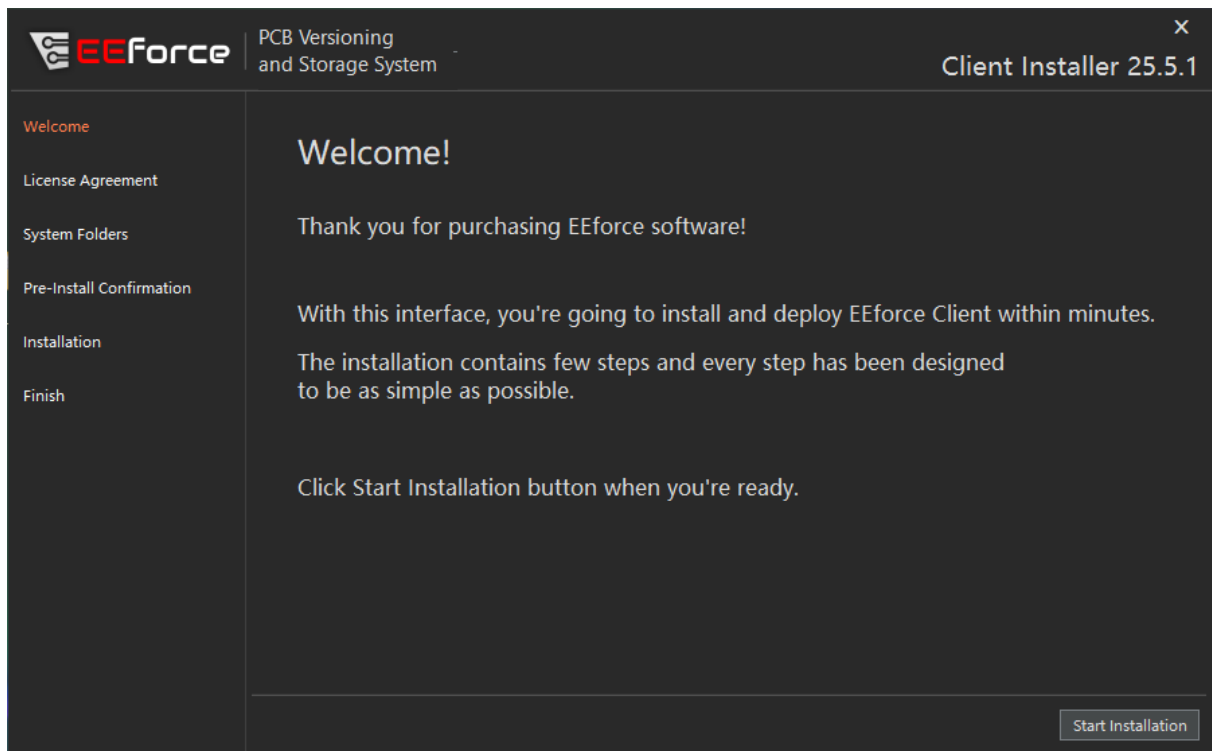 EEforce
PCB Versioning
and Storage System
×
Client Installer 25.5.1
Welcome
License Agreement
System Folders
Pre-Install Confirmation
Installation
Finish
Welcome!
Thank you for purchasing EEforce software!
With this interface, you're going to install and deploy EEforce Client within minutes.
The installation contains few steps and every step has been designed
to be as simple as possible.
Click Start Installation button when you're ready.
Start Installation